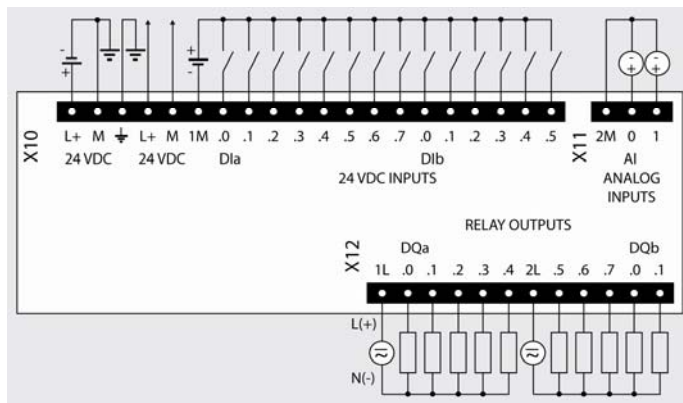 - + - +
- + - +
X10
L+ M ⏚ L+ M 1M .0 .1 .2 .3 .4 .5 .6 .7 .0 .1 .2 .3 .4 .5
24 VDC 24 VDC DIa DIb
24 VDC INPUTS
X11
2M 0 1
AI
ANALOG
INPUTS
RELAY OUTPUTS
X12
DQa DQb
1L .0 .1 .2 .3 .4 2L .5 .6 .7 .0 .1
L(+)
N(-)